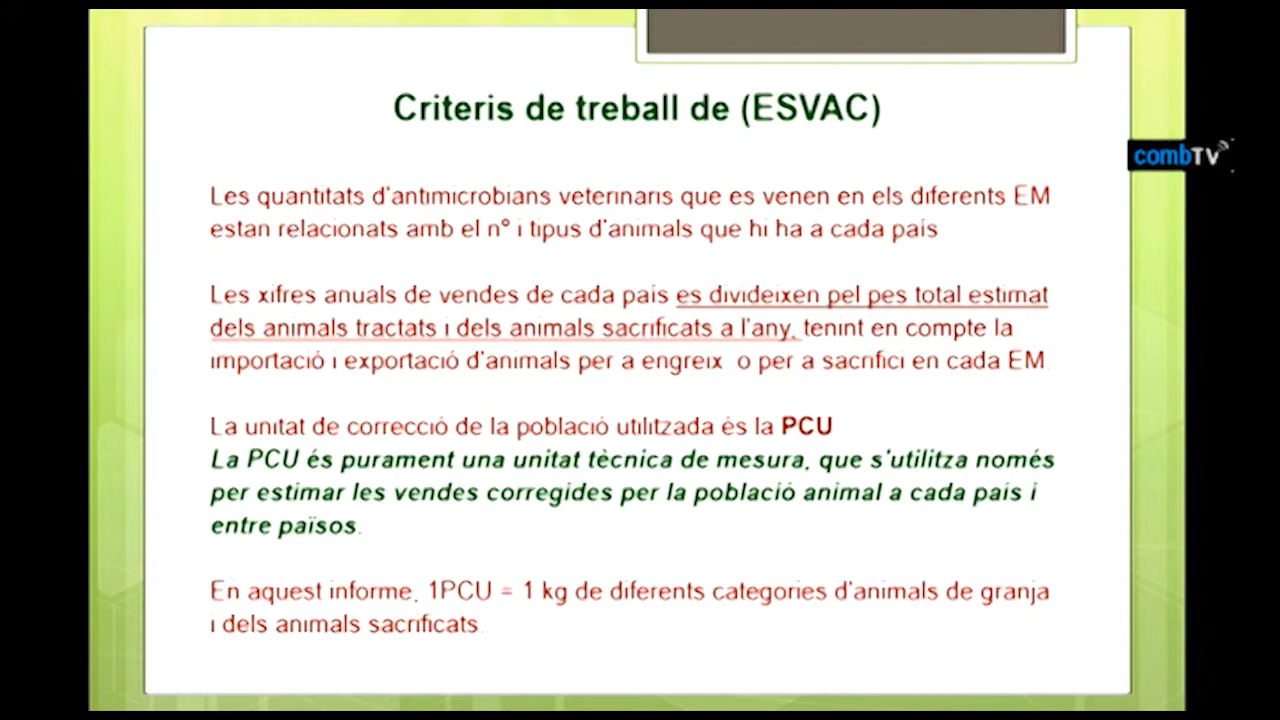 Criteris de treball de (ESVAC)
combTV
Les quantitats d'antimicrobians veterinaris que es venen en els diferents EM
estan relacionats amb el nº i tipus d'animals que hi ha a cada país
Les xifres anuals de vendes de cada país es divideixen pel pes total estimat
dels animals tractats i dels animals sacrificats a l'any, tenint en compte la
importació i exportació d'animals per a engreix o per a sacrifici en cada EM
La unitat de correcció de la població utilitzada és la PCU
La PCU és purament una unitat tècnica de mesura, que s'utilitza només
per estimar les vendes corregides per la població animal a cada país i
entre països.
En aquest informe, 1PCU = 1 kg de diferents categories d'animals de granja
i dels animals sacrificats